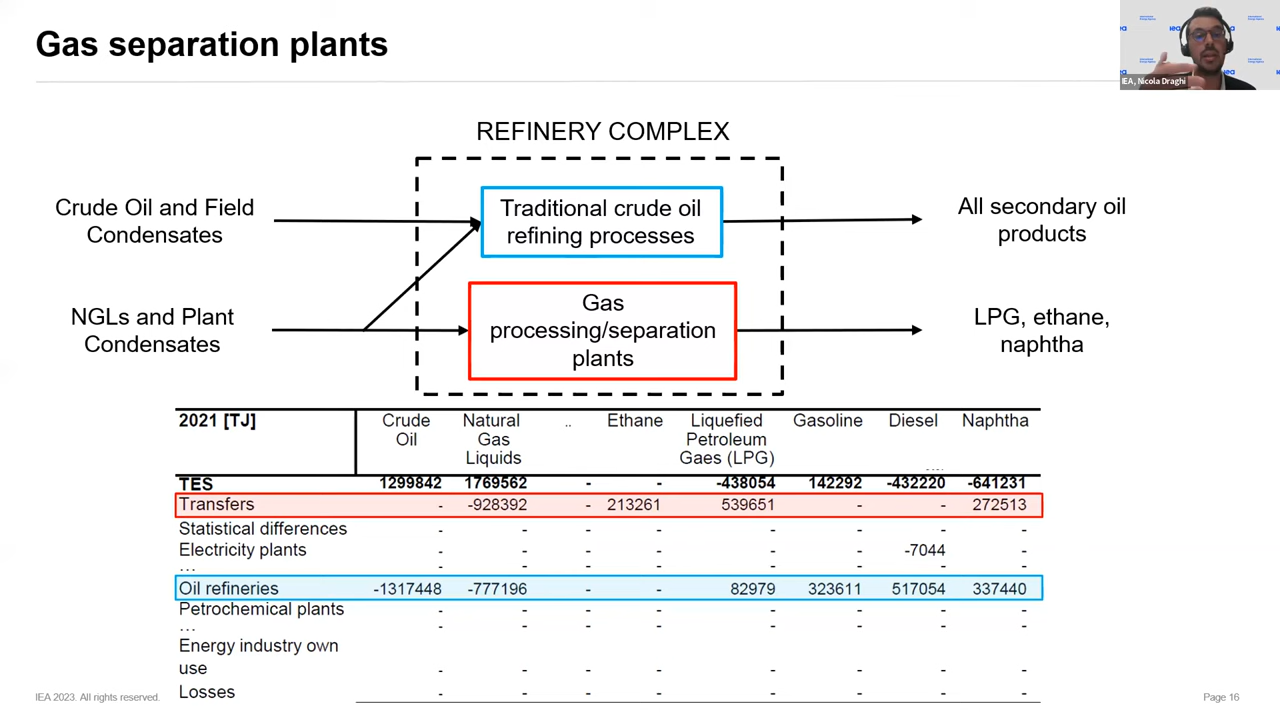 Gas separation plants
iea
IEA, Nicola Draghi
REFINERY COMPLEX
Crude Oil and Field
Condensates
Traditional crude oil
refining processes
All secondary oil
products
NGLs and Plant
Condensates
Gas
processing/separation
plants
LPG, ethane,
naphtha
2021 [TJ] Crude Natural .. Ethane Liquefied Gasoline Diesel Naphtha
Oil Gas Petroleum
Liquids Gaes (LPG) ....
TES 1299842 1769562 - - -438054 142292 -432220 -641231
Transfers - -928392 - 213261 539651 - - 272513
Statistical differences - - - - - - - -
Electricity plants - - - - - - -7044 -
... - - - - - - - -
Oil refineries -1317448 -777196 - - 82979 323611 517054 337440
Petrochemical plants - - - - - - - -
... - - - - - - - -
Energy industry own
use - - - - - - - -
Losses - - - - - - - -
IEA 2023. All rights reserved.
Page 16